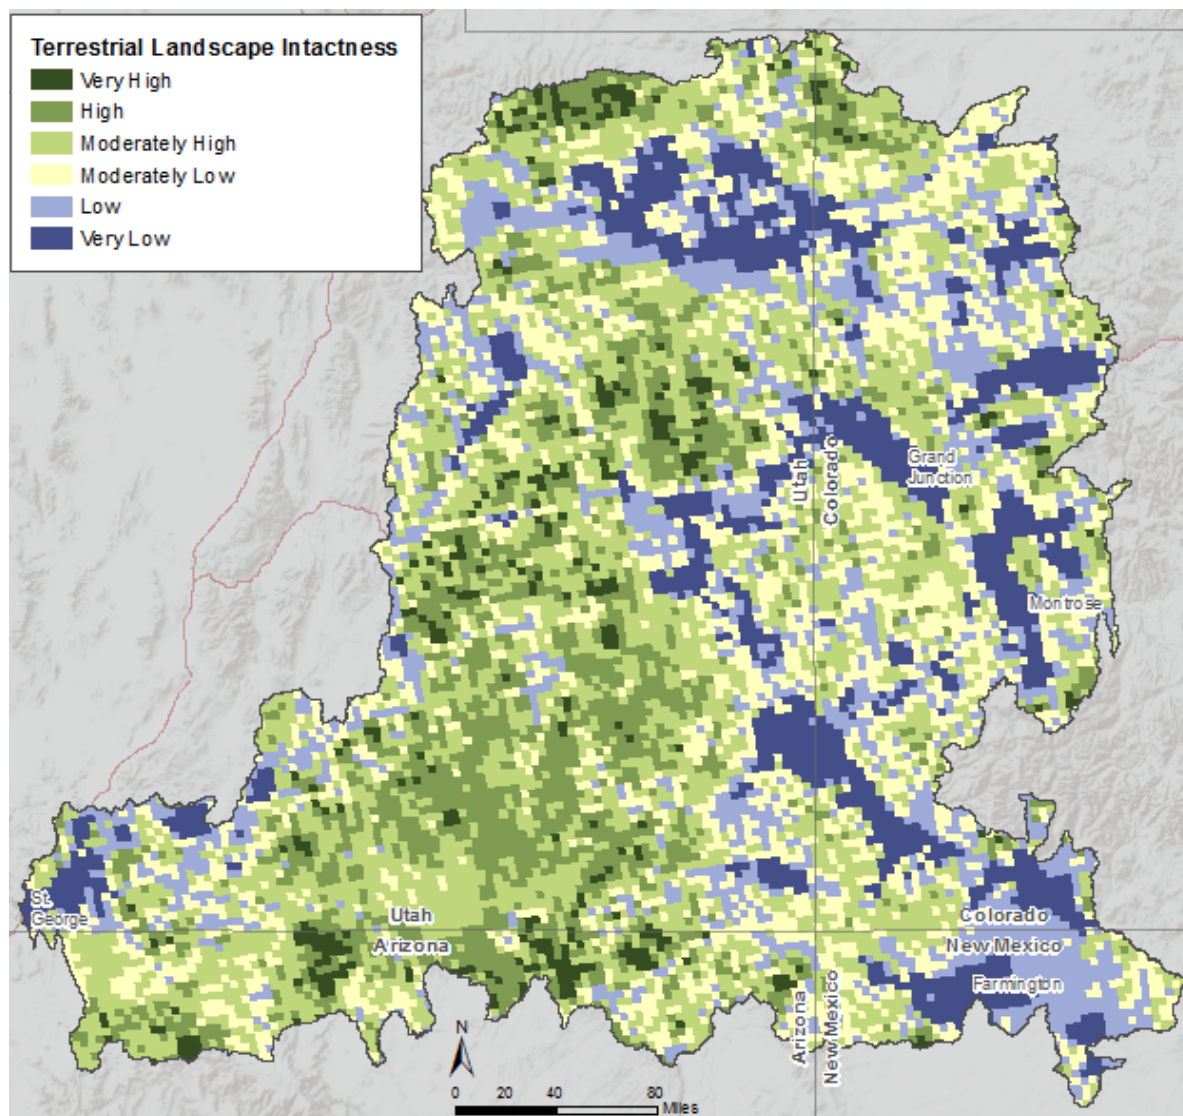 Terrestrial Landscape Intactness
Very High
High
Moderately High
Moderately Low
Low
Very Low
Utah
Colorado
Grand
Junction
Montrose
St.
George
Utah
Arizona
Colorado
New Mexico
Farmington
Arizona
New Mexico
N
0 20 40 80
Miles